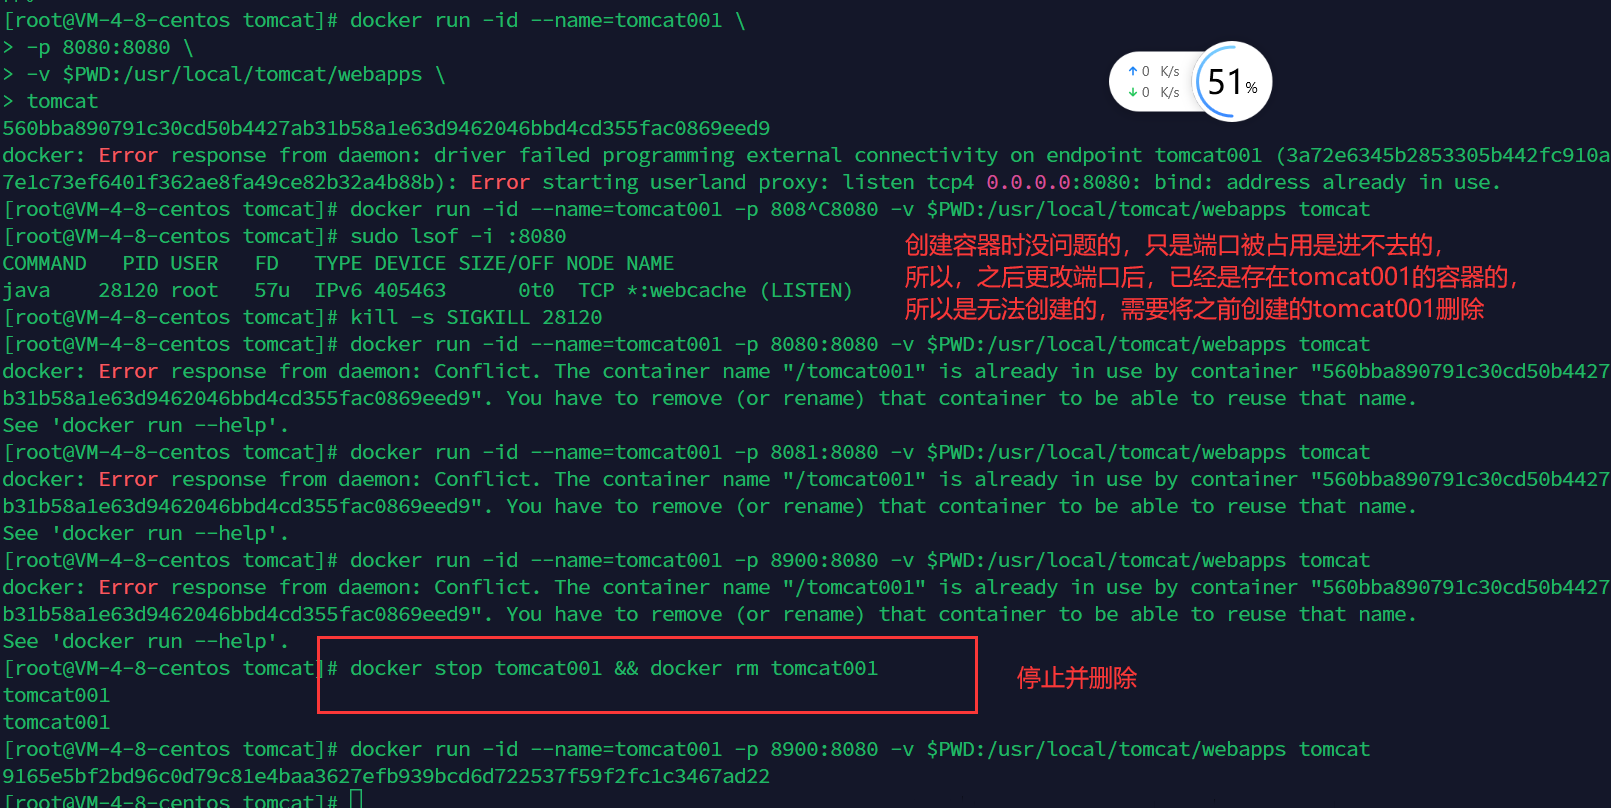 [root@VM-4-8-centos tomcat]# docker run -id --name=tomcat001 \
> -p 8080:8080 \
> -v $PWD:/usr/local/tomcat/webapps \
> tomcat
↑ 0 K/s
↓ 0 K/s
51%
560bba890791c30cd50b4427ab31b58a1e63d9462046bbd4cd355fac0869eed9
docker: Error response from daemon: driver failed programming external connectivity on endpoint tomcat001 (3a72e6345b2853305b442fc910a
7e1c73ef6401f362ae8fa49ce82b32a4b88b): Error starting userland proxy: listen tcp4 0.0.0.0:8080: bind: address already in use.
[root@VM-4-8-centos tomcat]# docker run -id --name=tomcat001 -p 808^C8080 -v $PWD:/usr/local/tomcat/webapps tomcat
[root@VM-4-8-centos tomcat]# sudo lsof -i :8080
COMMAND PID USER FD TYPE DEVICE SIZE/OFF NODE NAME
java 28120 root 57u IPv6 405463 0t0 TCP *:webcache (LISTEN)
[root@VM-4-8-centos tomcat]# kill -s SIGKILL 28120
创建容器时没问题的，只是端口被占用是进不去的，
所以，之后更改端口后，已经是存在tomcat001的容器的，
所以是无法创建的，需要将之前创建的tomcat001删除
[root@VM-4-8-centos tomcat]# docker run -id --name=tomcat001 -p 8080:8080 -v $PWD:/usr/local/tomcat/webapps tomcat
docker: Error response from daemon: Conflict. The container name "/tomcat001" is already in use by container "560bba890791c30cd50b4427
b31b58a1e63d9462046bbd4cd355fac0869eed9". You have to remove (or rename) that container to be able to reuse that name.
See 'docker run --help'.
[root@VM-4-8-centos tomcat]# docker run -id --name=tomcat001 -p 8081:8080 -v $PWD:/usr/local/tomcat/webapps tomcat
docker: Error response from daemon: Conflict. The container name "/tomcat001" is already in use by container "560bba890791c30cd50b4427
b31b58a1e63d9462046bbd4cd355fac0869eed9". You have to remove (or rename) that container to be able to reuse that name.
See 'docker run --help'.
[root@VM-4-8-centos tomcat]# docker run -id --name=tomcat001 -p 8900:8080 -v $PWD:/usr/local/tomcat/webapps tomcat
docker: Error response from daemon: Conflict. The container name "/tomcat001" is already in use by container "560bba890791c30cd50b4427
b31b58a1e63d9462046bbd4cd355fac0869eed9". You have to remove (or rename) that container to be able to reuse that name.
See 'docker run --help'.
[root@VM-4-8-centos tomcat]# docker stop tomcat001 && docker rm tomcat001
停止并删除
tomcat001
tomcat001
[root@VM-4-8-centos tomcat]# docker run -id --name=tomcat001 -p 8900:8080 -v $PWD:/usr/local/tomcat/webapps tomcat
9165e5bf2bd96c0d79c81e4baa3627efb939bcd6d722537f59f2fc1c3467ad22
[root@VM-4-8-centos tomcat]#